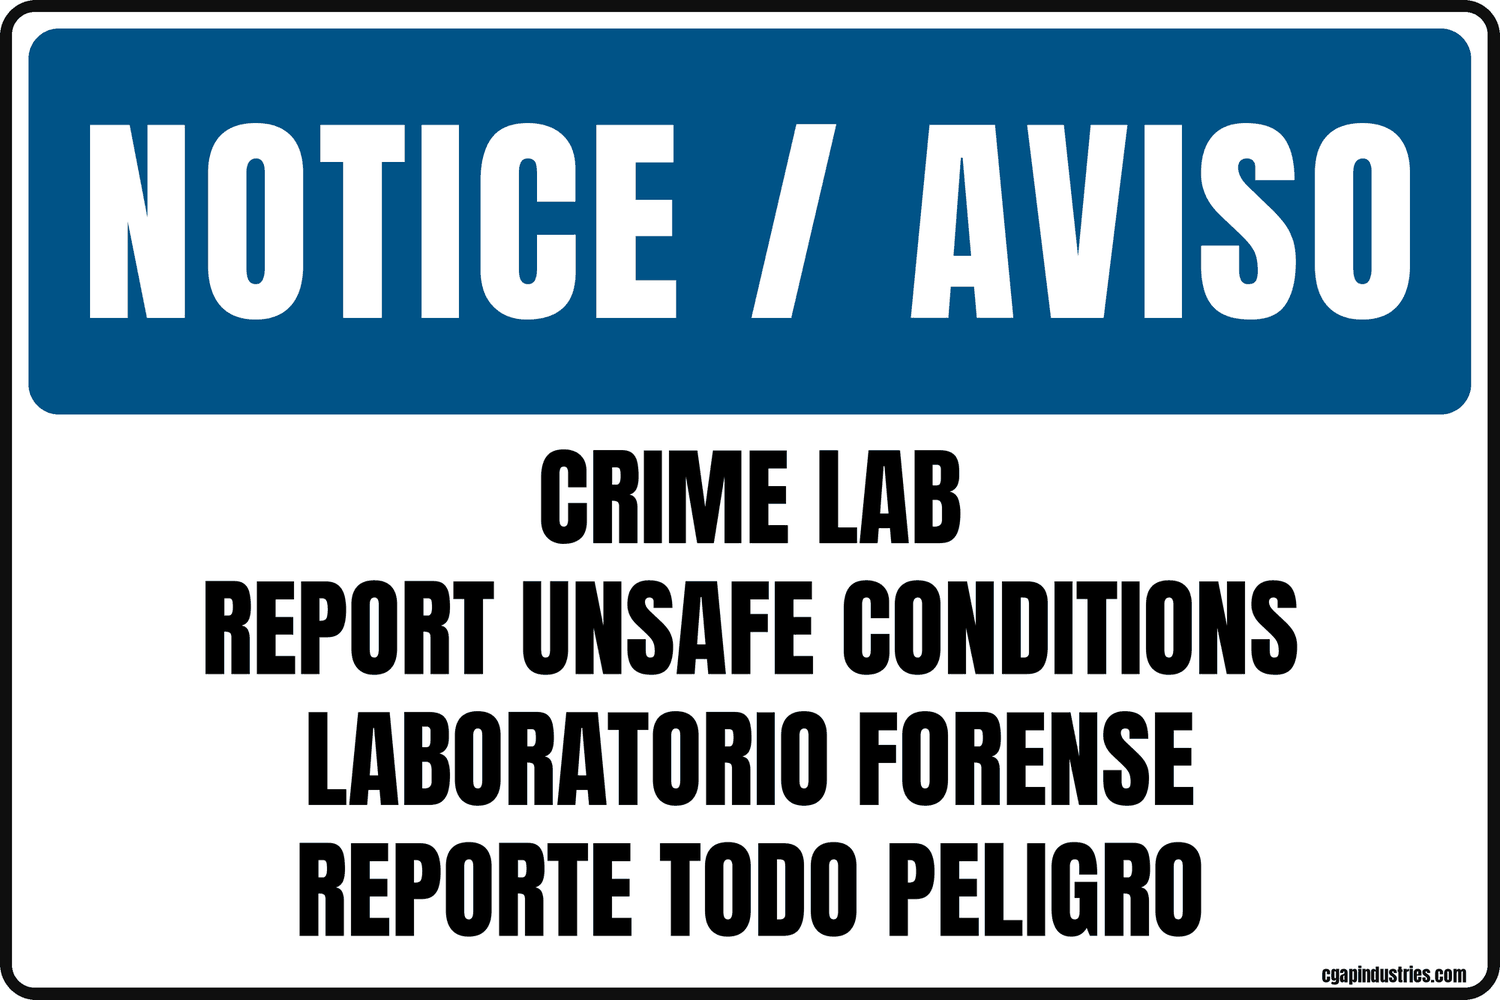 NOTICE / AVISO
CRIME LAB
REPORT UNSAFE CONDITIONS
LABORATORIO FORENSE
REPORTE TODO PELIGRO
cgapindustries.com